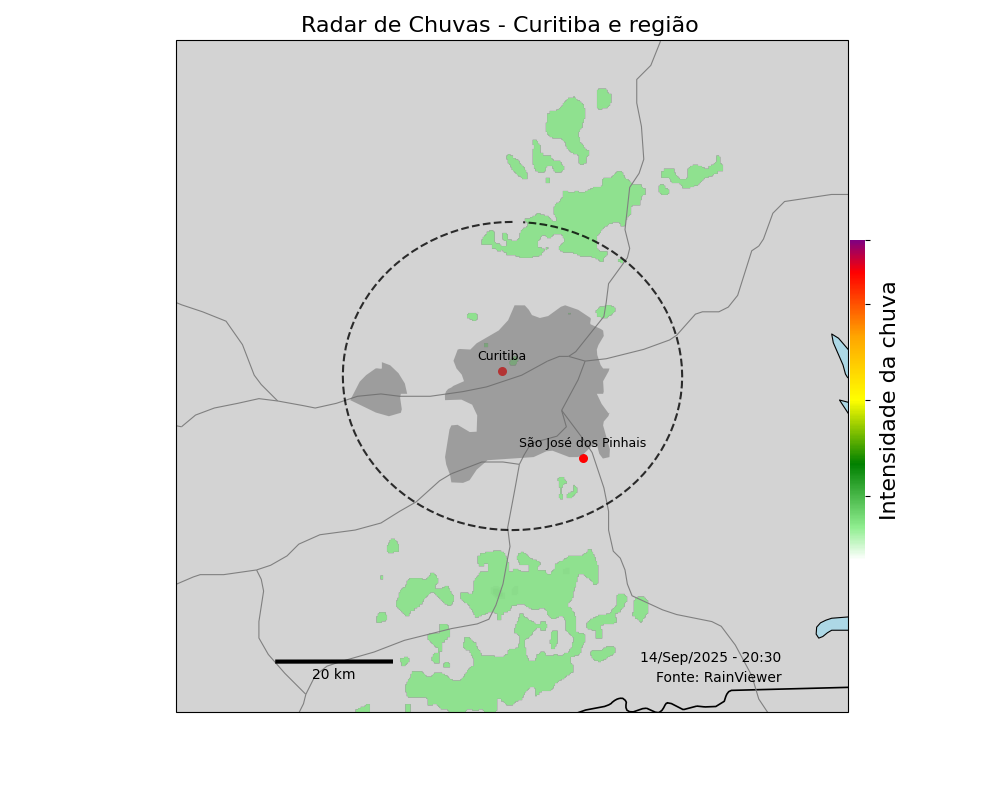 Radar de Chuvas - Curitiba e região
Curitiba
São José dos Pinhais
Intensidade da chuva
14/Sep/2025 - 20:30
Fonte: RainViewer
20 km